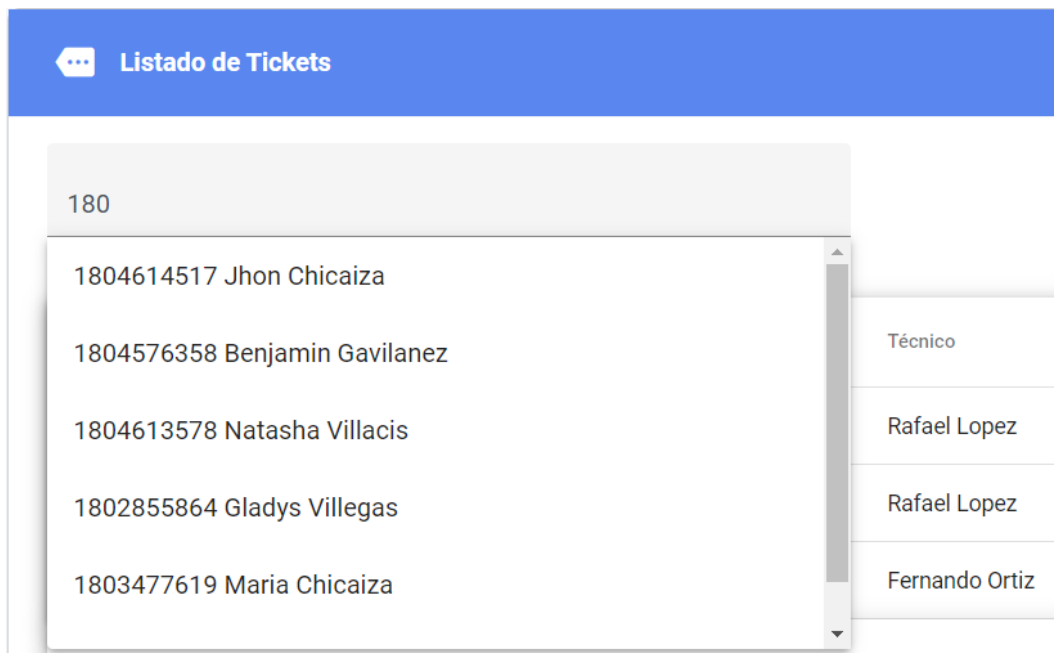 Listado de Tickets
180
1804614517 Jhon Chicaiza
1804576358 Benjamin Gavilanez
1804613578 Natasha Villacis
1802855864 Gladys Villegas
1803477619 Maria Chicaiza
Técnico
Rafael Lopez
Rafael Lopez
Fernando Ortiz